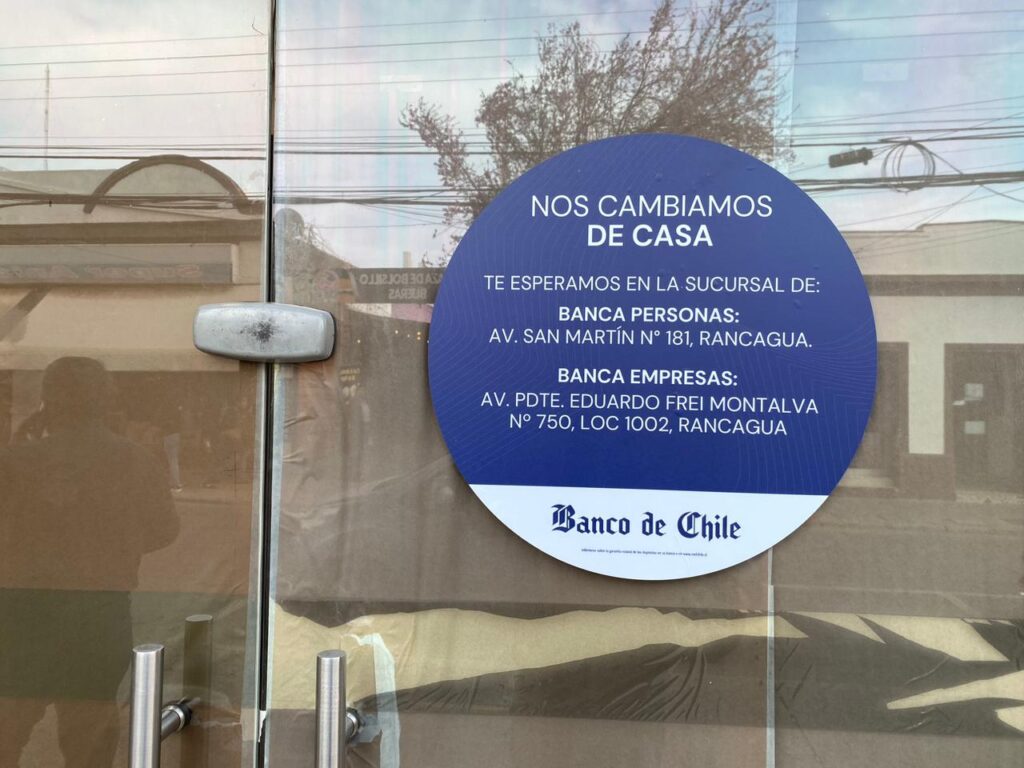 NOS CAMBIAMOS
DE CASA
TE ESPERAMOS EN LA SUCURSAL DE:
BANCA PERSONAS:
AV. SAN MARTÍN N° 181, RANCAGUA.
BANCA EMPRESAS:
AV. PDTE. EDUARDO FREI MONTALVA
Nº 750, LOC 1002, RANCAGUA
Banco de Chile